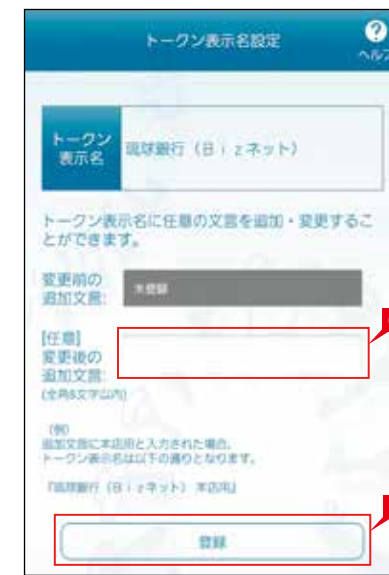 トークン表示名設定
?
ヘルプ
トークン
表示名
琉球銀行（Ｂｉｚネット）
トークン表示名に任意の文言を追加・変更するこ
とができます。
変更前の
追加文言:
未登録
[任意]
変更後の
追加文言:
(全角8文字以内)
(例)
追加文言に本店用と入力された場合、
トークン表示名は以下の通りとなります。
『琉球銀行（Ｂｉｚネット） 本店用』
登録